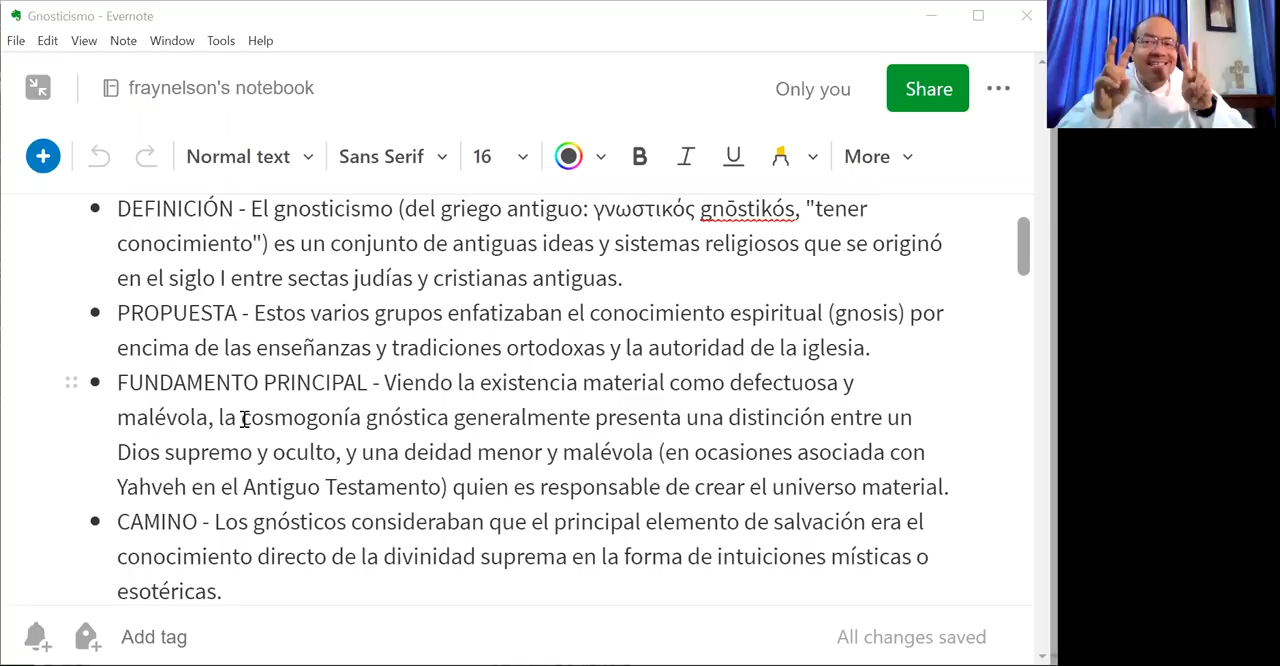 Gnosticismo - Evernote
File Edit View Note Window Tools Help
fraynelson's notebook
Only you
Share
Normal text
Sans Serif
16
B I U
More
• DEFINICIÓN - El gnosticismo (del griego antiguo: γνωστικός gnōstikós, "tener
conocimiento") es un conjunto de antiguas ideas y sistemas religiosos que se originó
en el siglo I entre sectas judías y cristianas antiguas.
• PROPUESTA - Estos varios grupos enfatizaban el conocimiento espiritual (gnosis) por
encima de las enseñanzas y tradiciones ortodoxas y la autoridad de la iglesia.
• FUNDAMENTO PRINCIPAL - Viendo la existencia material como defectuosa y
malévola, la cosmogonía gnóstica generalmente presenta una distinción entre un
Dios supremo y oculto, y una deidad menor y malévola (en ocasiones asociada con
Yahveh en el Antiguo Testamento) quien es responsable de crear el universo material.
• CAMINO - Los gnósticos consideraban que el principal elemento de salvación era el
conocimiento directo de la divinidad suprema en la forma de intuiciones místicas o
esotéricas.
Add tag
All changes saved